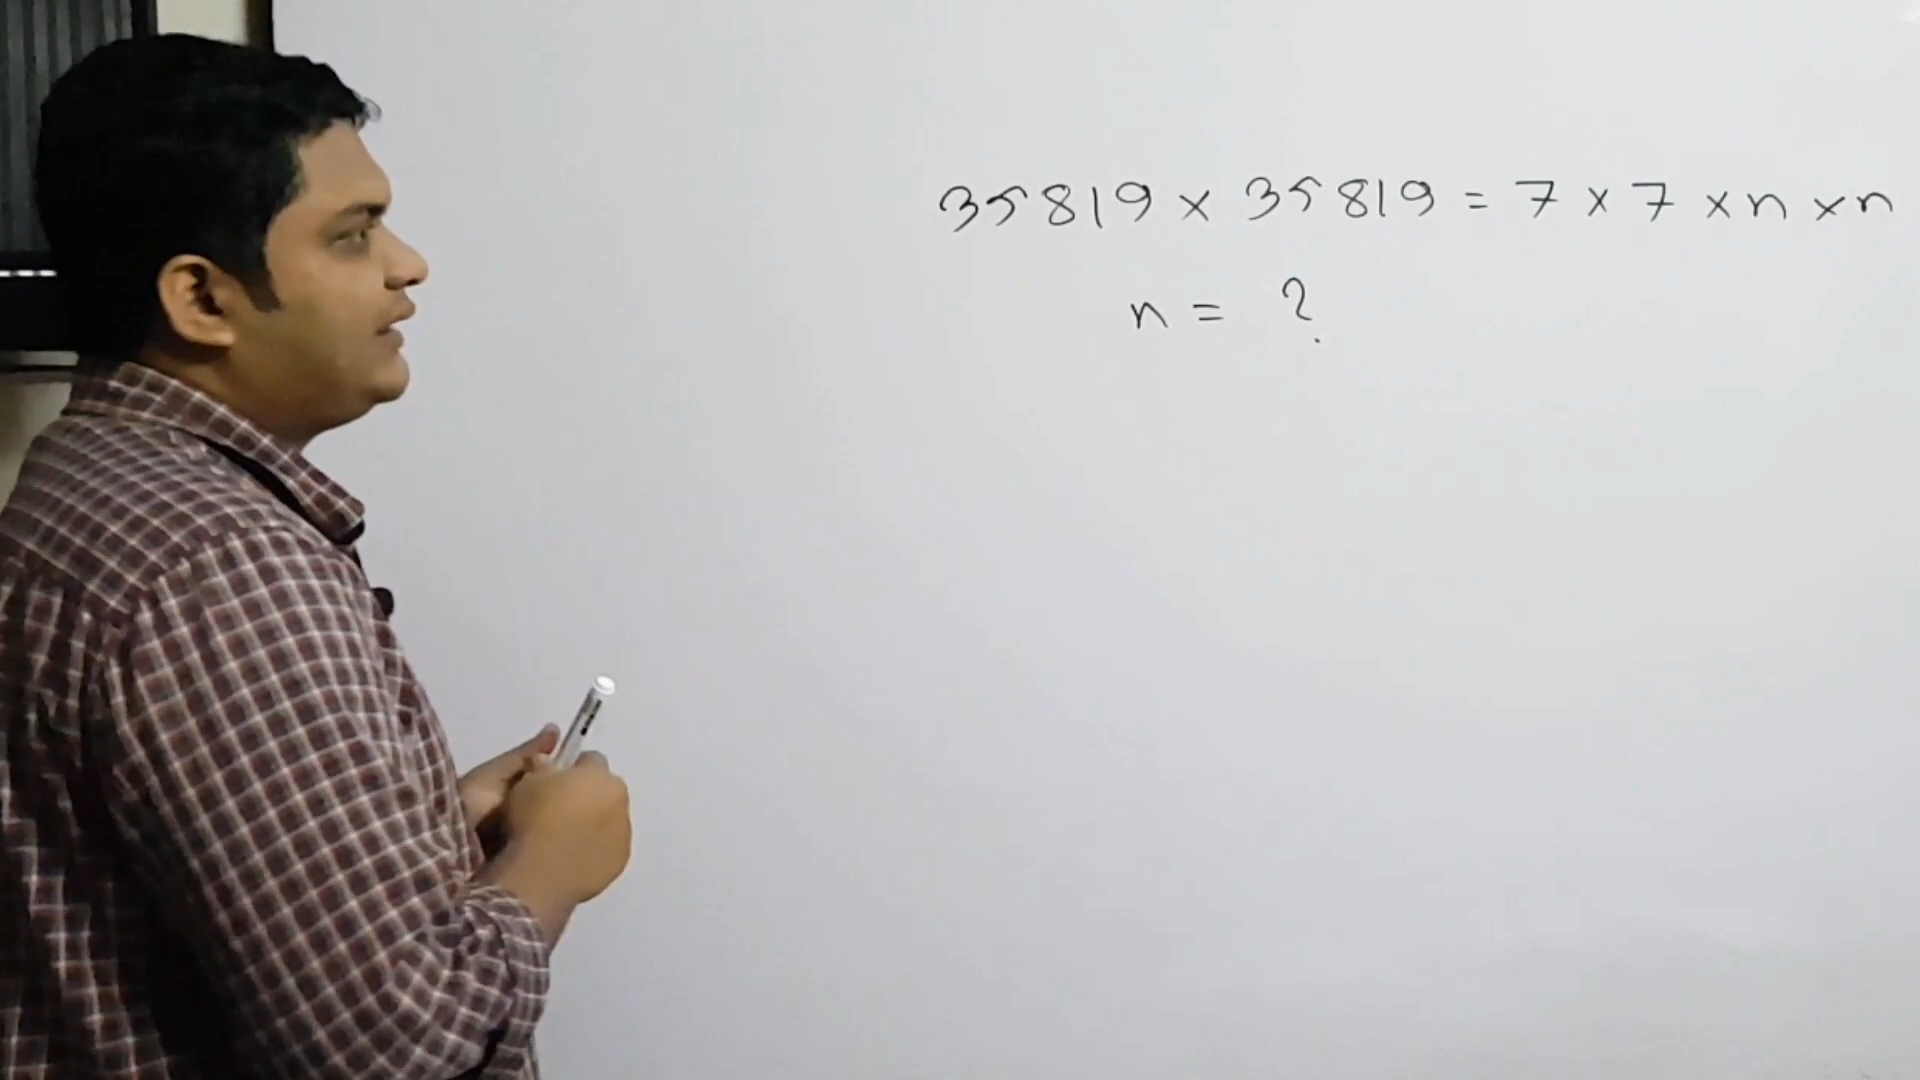 35819 × 35819 = 7 × 7 × n × n
n = ?